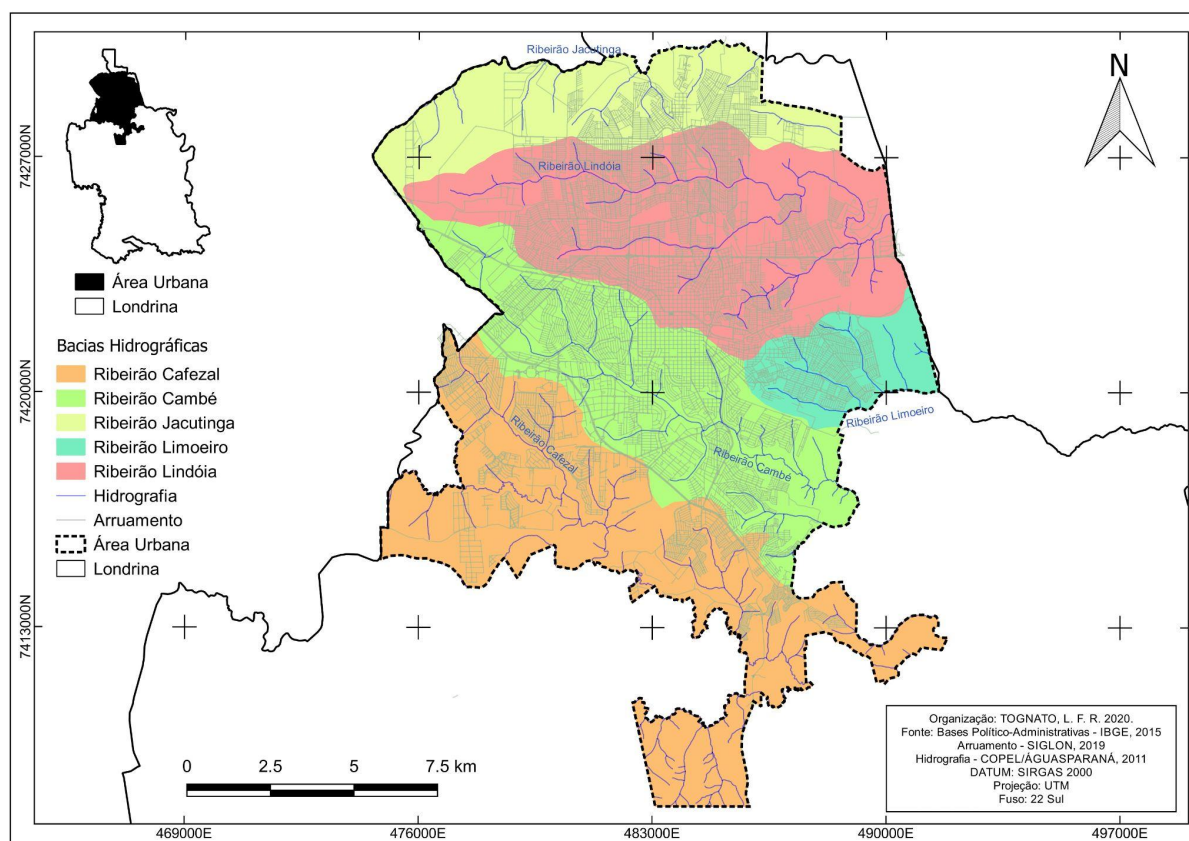 Ribeirão Jacutinga
N
7427000N
Ribeirão Lindóia
Área Urbana
Londrina
Bacias Hidrográficas
Ribeirão Cafezal
Ribeirão Cambé
Ribeirão Jacutinga
Ribeirão Limoeiro
Ribeirão Lindóia
Hidrografia
Arruamento
Área Urbana
Londrina
7420000N
Ribeirão Limoeiro
Ribeirão Cafezal
Ribeirão Cambé
7413000N
0 2.5 5 7.5 km
Organização: TOGNATO, L. F. R. 2020.
Fonte: Bases Político-Administrativas - IBGE, 2015
Arruamento - SIGLON, 2019
Hidrografia - COPEL/ÁGUASPARANÁ, 2011
DATUM: SIRGAS 2000
Projeção: UTM
Fuso: 22 Sul
4469000E 476000E 483000E 490000E 497000E